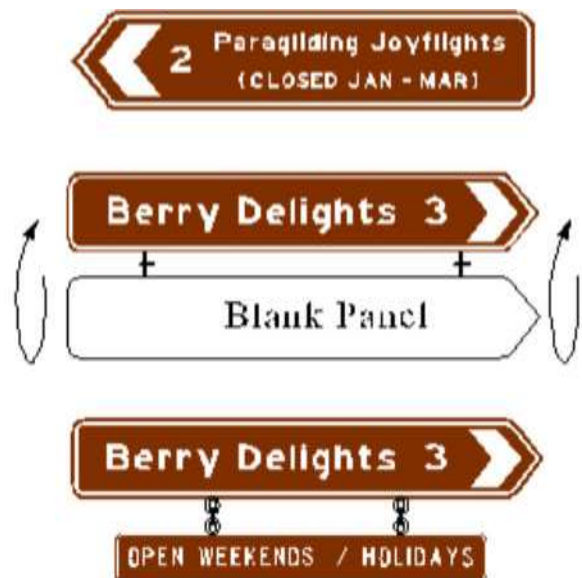 2 Paragliding Joyflights
(CLOSED JAN - MAR)
Berry Delights 3
Blank Panel
Berry Delights 3
OPEN WEEKENDS / HOLIDAYS